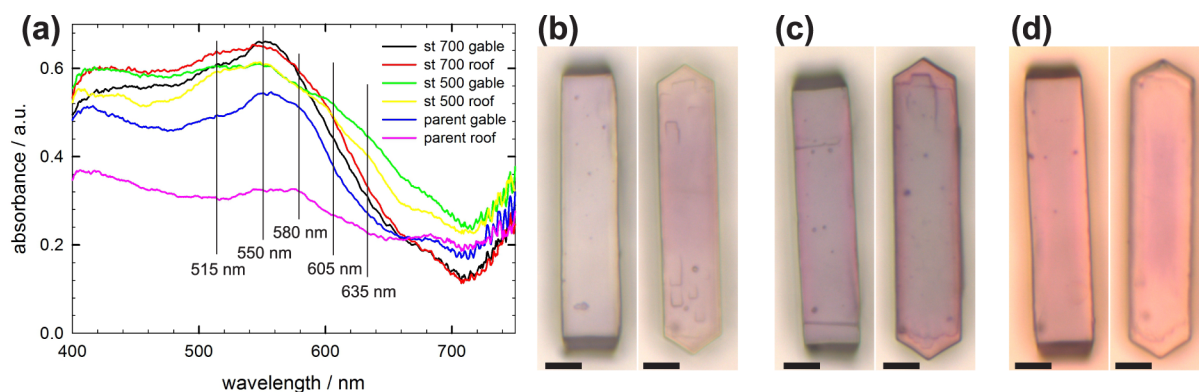 (a)
(b)
(c)
(d)
absorbance / a.u.
0.6
0.4
0.2
0.0
st 700 gable
st 700 roof
st 500 gable
st 500 roof
parent gable
parent roof
580 nm
550 nm
515 nm
605 nm
635 nm
400
500
600
700
wavelength / nm